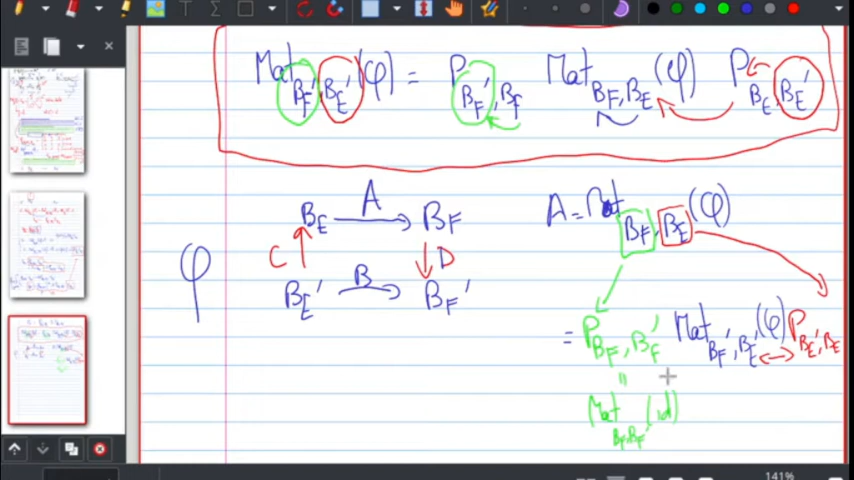 Mat_{B_F', B_E'}(φ) = P_{B_F', B_F} Mat_{B_F, B_E}(φ) P_{B_E, B_E'}
B_E A B_F A = Mat_{B_F, B_E}(φ)
φ C D
B_E' B B_F'
= P_{B_F, B_F'} Mat_{B_F', B_E'}(φ) P_{B_E', B_E}
"
Mat_{B_F, B_F'}(id)
141%